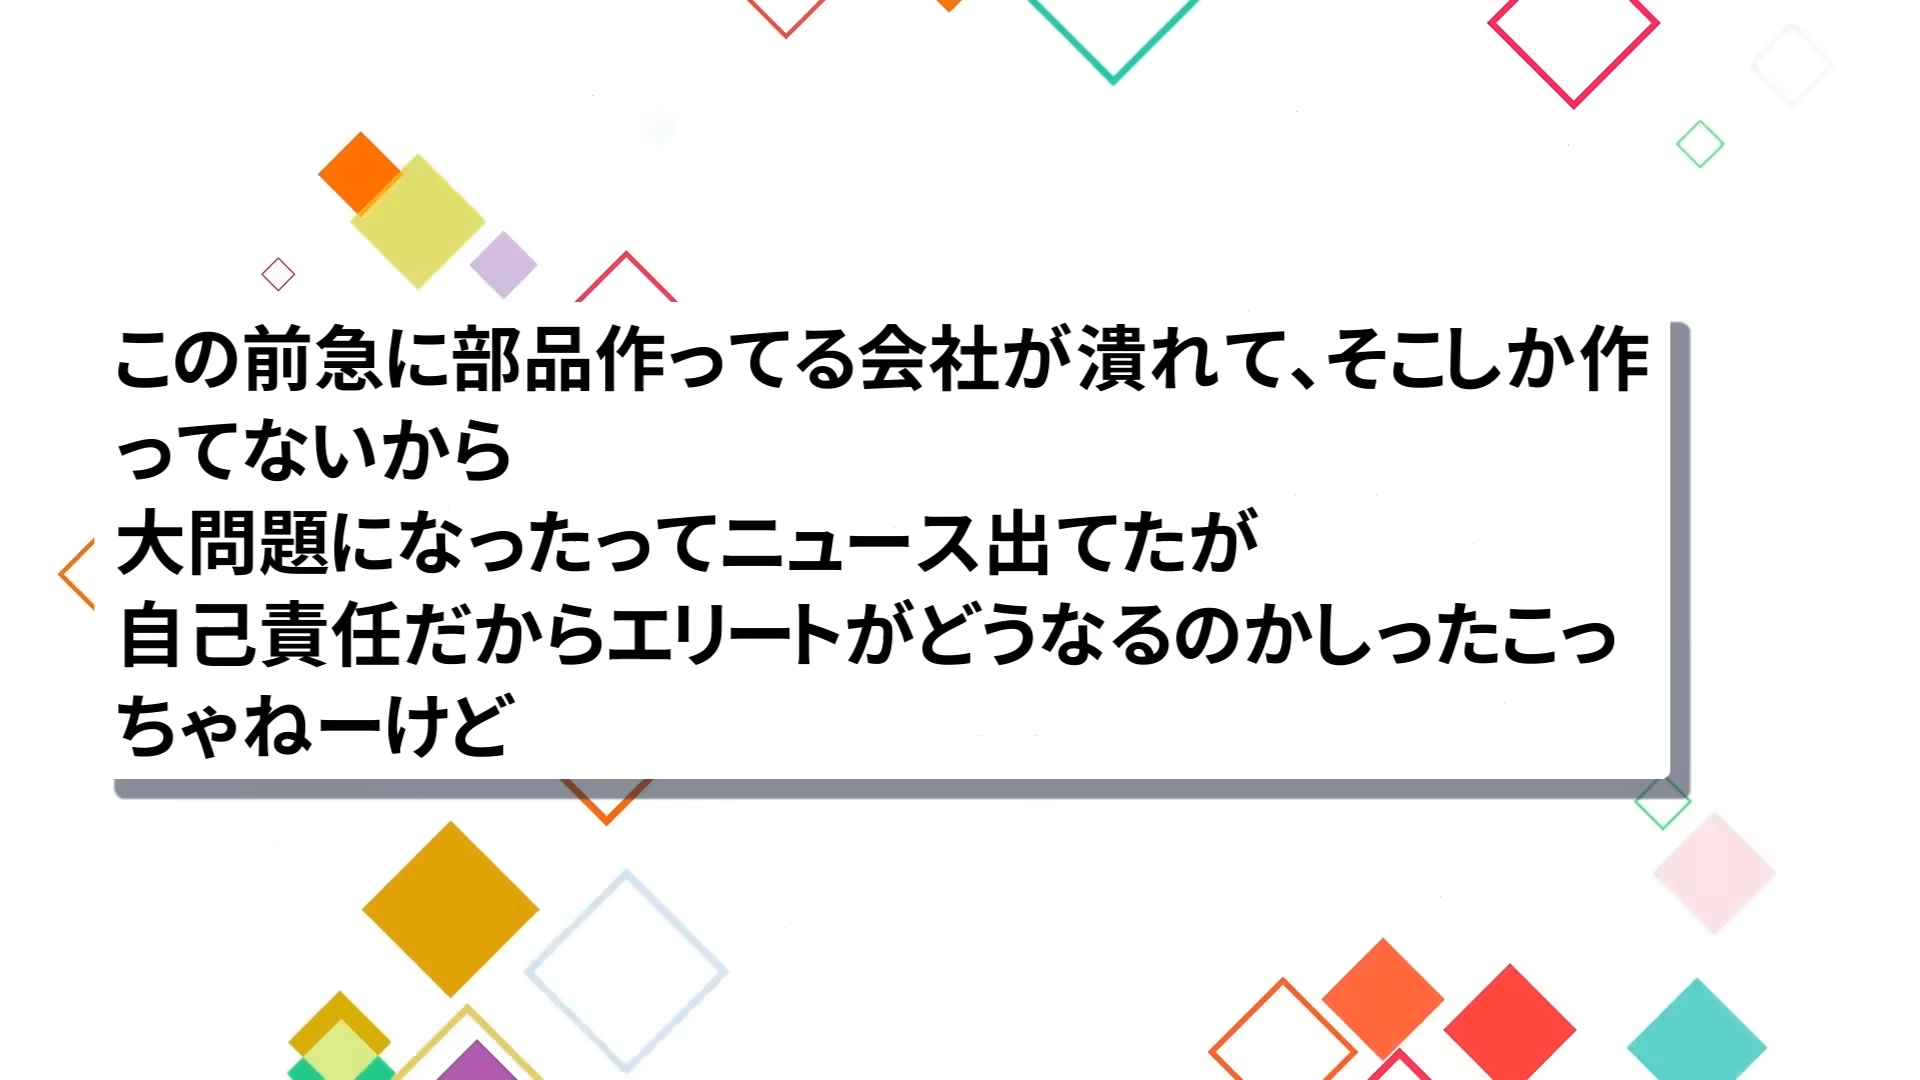 この前急に部品作ってる会社が潰れて、そこしか作
ってないから
大問題になったってニュース出てたが
自己責任だからエリートがどうなるのかしったこっ
ちゃねーけど